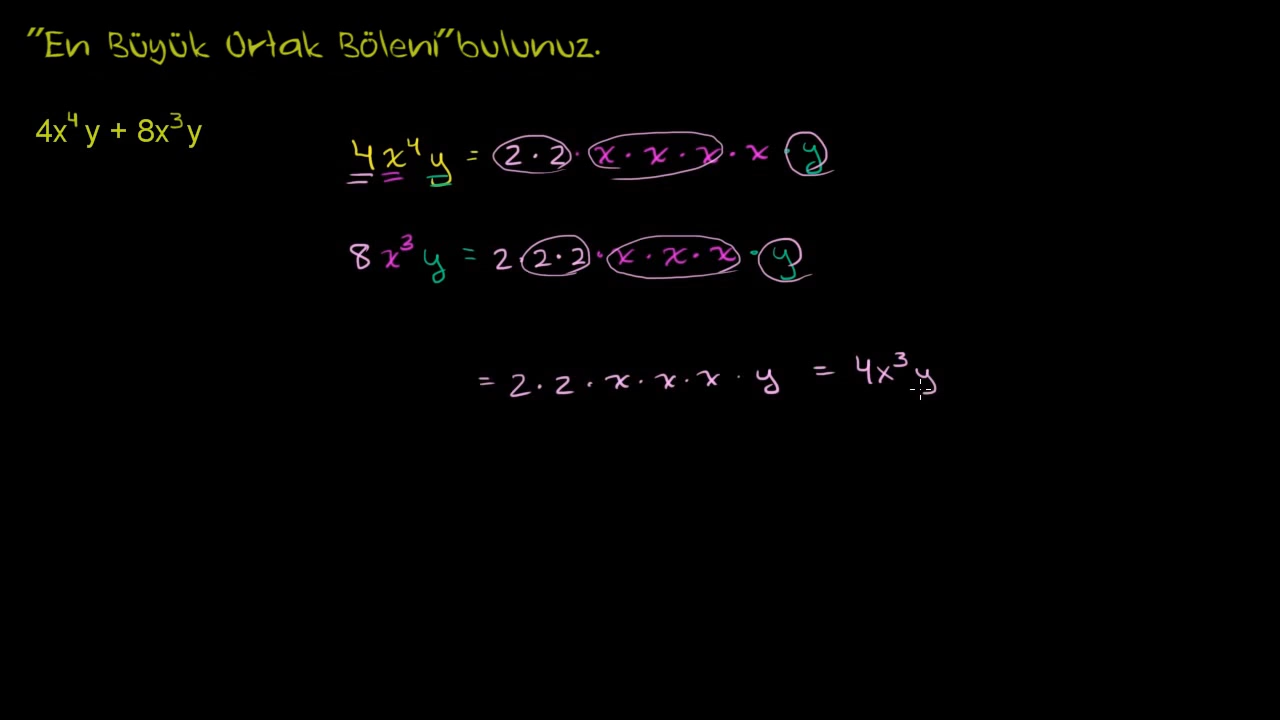 "En Büyük Ortak Böleni" bulunuz.
4x⁴y + 8x³y
4x⁴y = 2 · 2 · x · x · x · x · y
8x³y = 2 · 2 · 2 · x · x · x · y
= 2 · 2 · x · x · x · y = 4x³y